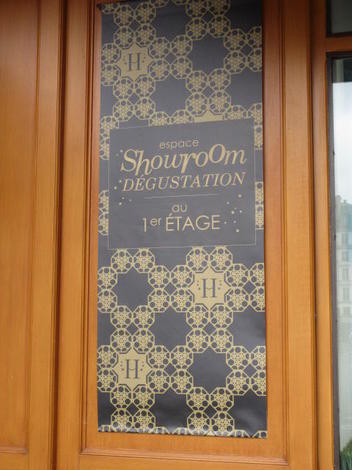 H
espace
Showroom
DÉGUSTATION
au
1er ÉTAGE
H
H